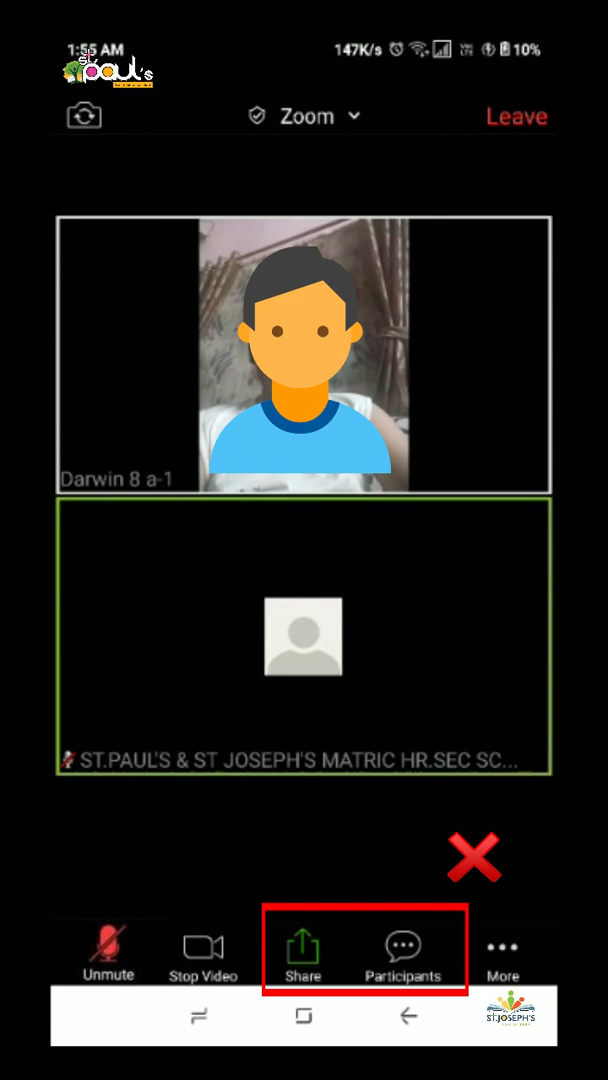 1:55 AM
147K/s 10%
st
paul's
Zoom
Leave
Darwin 8 a-1
ST.PAUL'S & ST JOSEPH'S MATRIC HR.SEC SC...
Unmute
Stop Video
Share
Participants
More
ST.JOSEPH'S